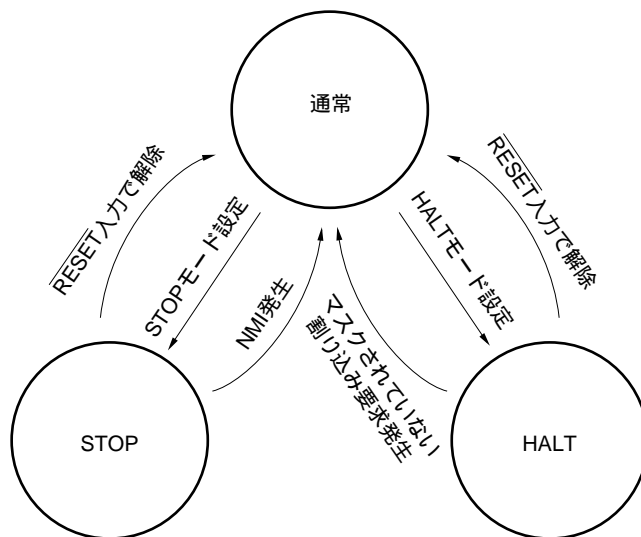 通常
RESET入力で解除
STOPモード設定
NMI発生
マスクされていない
割り込み要求発生
HALTモード設定
RESET入力で解除
STOP
HALT